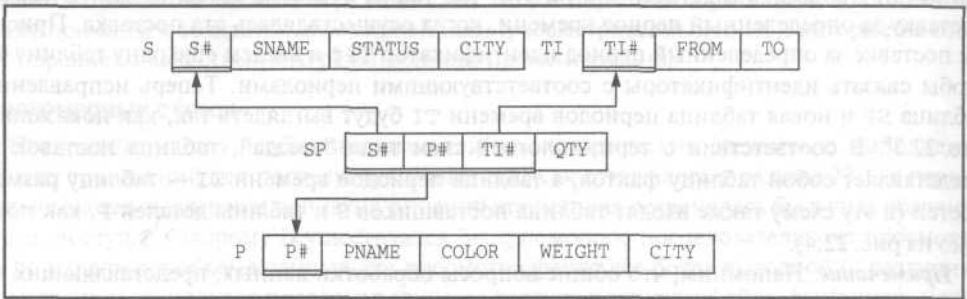 S S# SNAME STATUS CITY TI TI# FROM TO
SP S# P# TI# QTY
P P# PNAME COLOR WEIGHT CITY